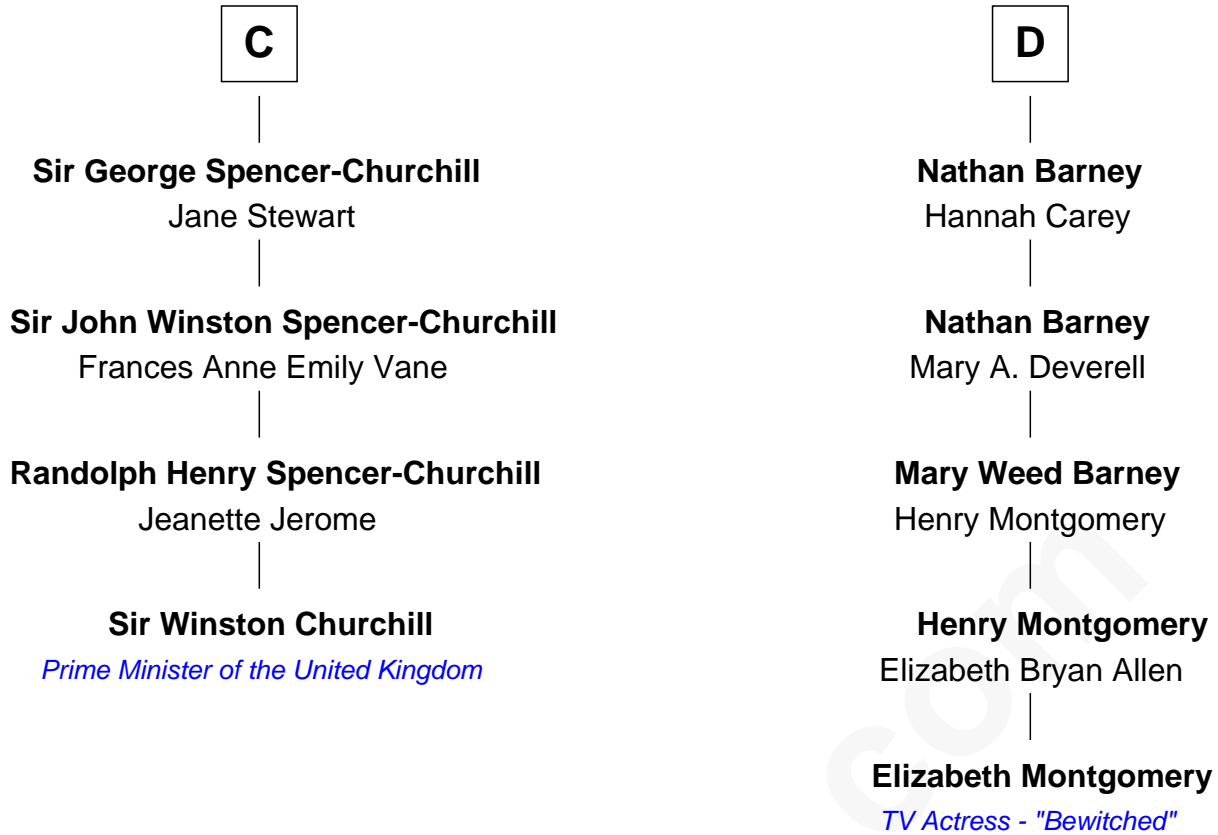 C
Sir George Spencer-Churchill
Jane Stewart
Sir John Winston Spencer-Churchill
Frances Anne Emily Vane
Randolph Henry Spencer-Churchill
Jeanette Jerome
Sir Winston Churchill
Prime Minister of the United Kingdom
D
Nathan Barney
Hannah Carey
Nathan Barney
Mary A. Deverell
Mary Weed Barney
Henry Montgomery
Henry Montgomery
Elizabeth Bryan Allen
Elizabeth Montgomery
TV Actress - "Bewitched"
com